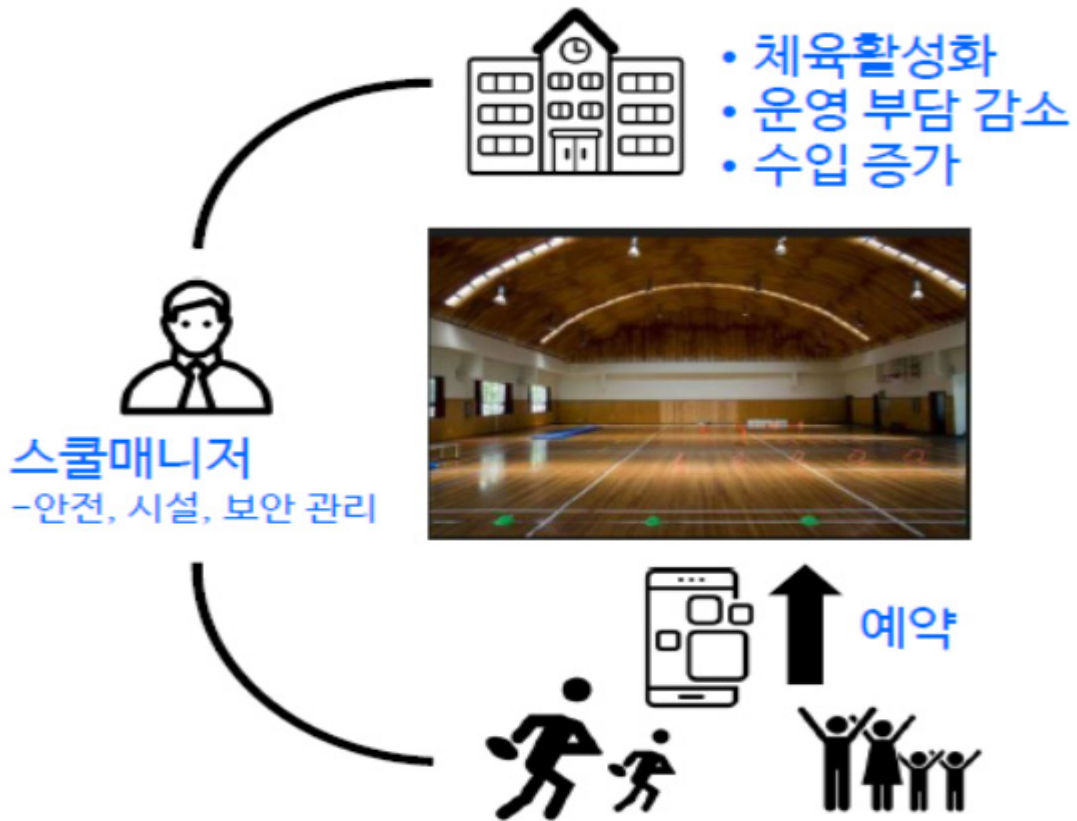 • 체육활성화
• 운영 부담 감소
• 수입 증가
스쿨매니저
-안전, 시설, 보안 관리
예약